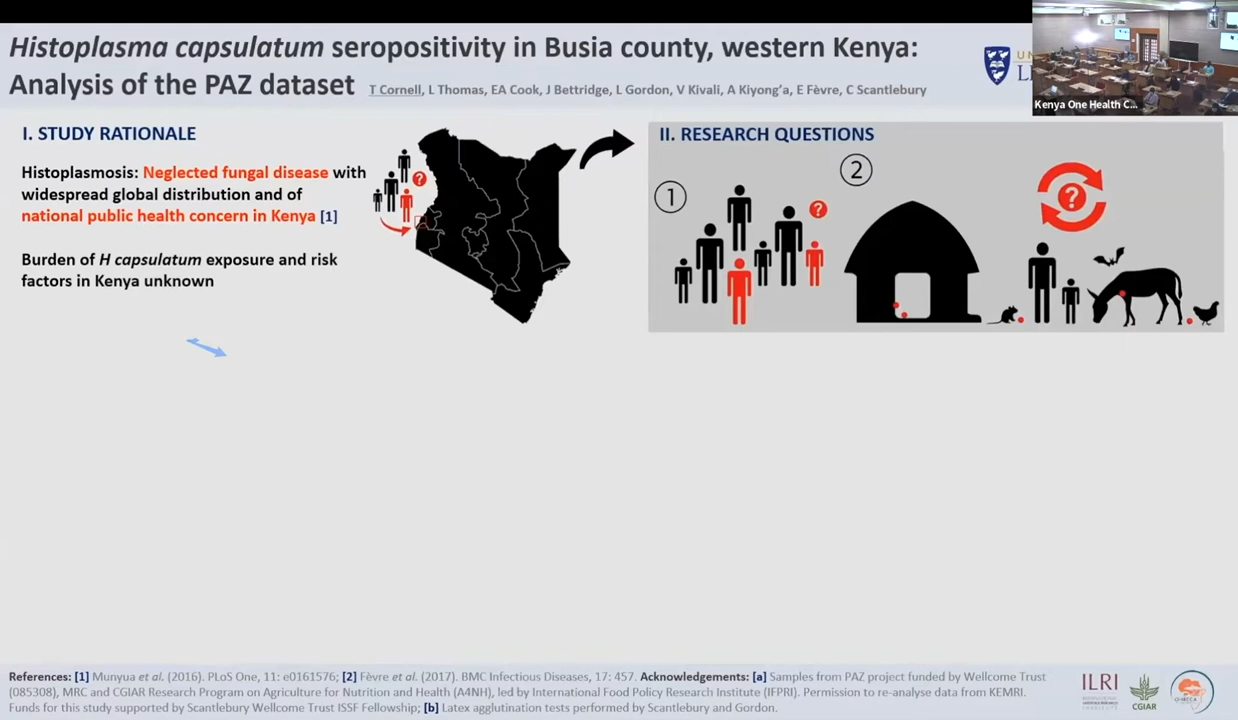 Histoplasma capsulatum seropositivity in Busia county, western Kenya:
Analysis of the PAZ dataset T Cornell, L Thomas, EA Cook, J Bettridge, L Gordon, V Kivali, A Kiyong'a, E Fèvre, C Scantlebury
Kenya One Health C...
I. STUDY RATIONALE
Histoplasmosis: Neglected fungal disease with
widespread global distribution and of
national public health concern in Kenya [1]
Burden of H capsulatum exposure and risk
factors in Kenya unknown
?
II. RESEARCH QUESTIONS
1
?
2
?
References: [1] Munyua et al. (2016). PLoS One, 11: e0161576; [2] Fèvre et al. (2017). BMC Infectious Diseases, 17: 457. Acknowledgements: [a] Samples from PAZ project funded by Wellcome Trust
(085308), MRC and CGIAR Research Program on Agriculture for Nutrition and Health (A4NH), led by International Food Policy Research Institute (IFPRI). Permission to re-analyse data from KEMRI.
Funds for this study supported by Scantlebury Wellcome Trust ISSF Fellowship; [b] Latex agglutination tests performed by Scantlebury and Gordon.
ILRI
CGIAR